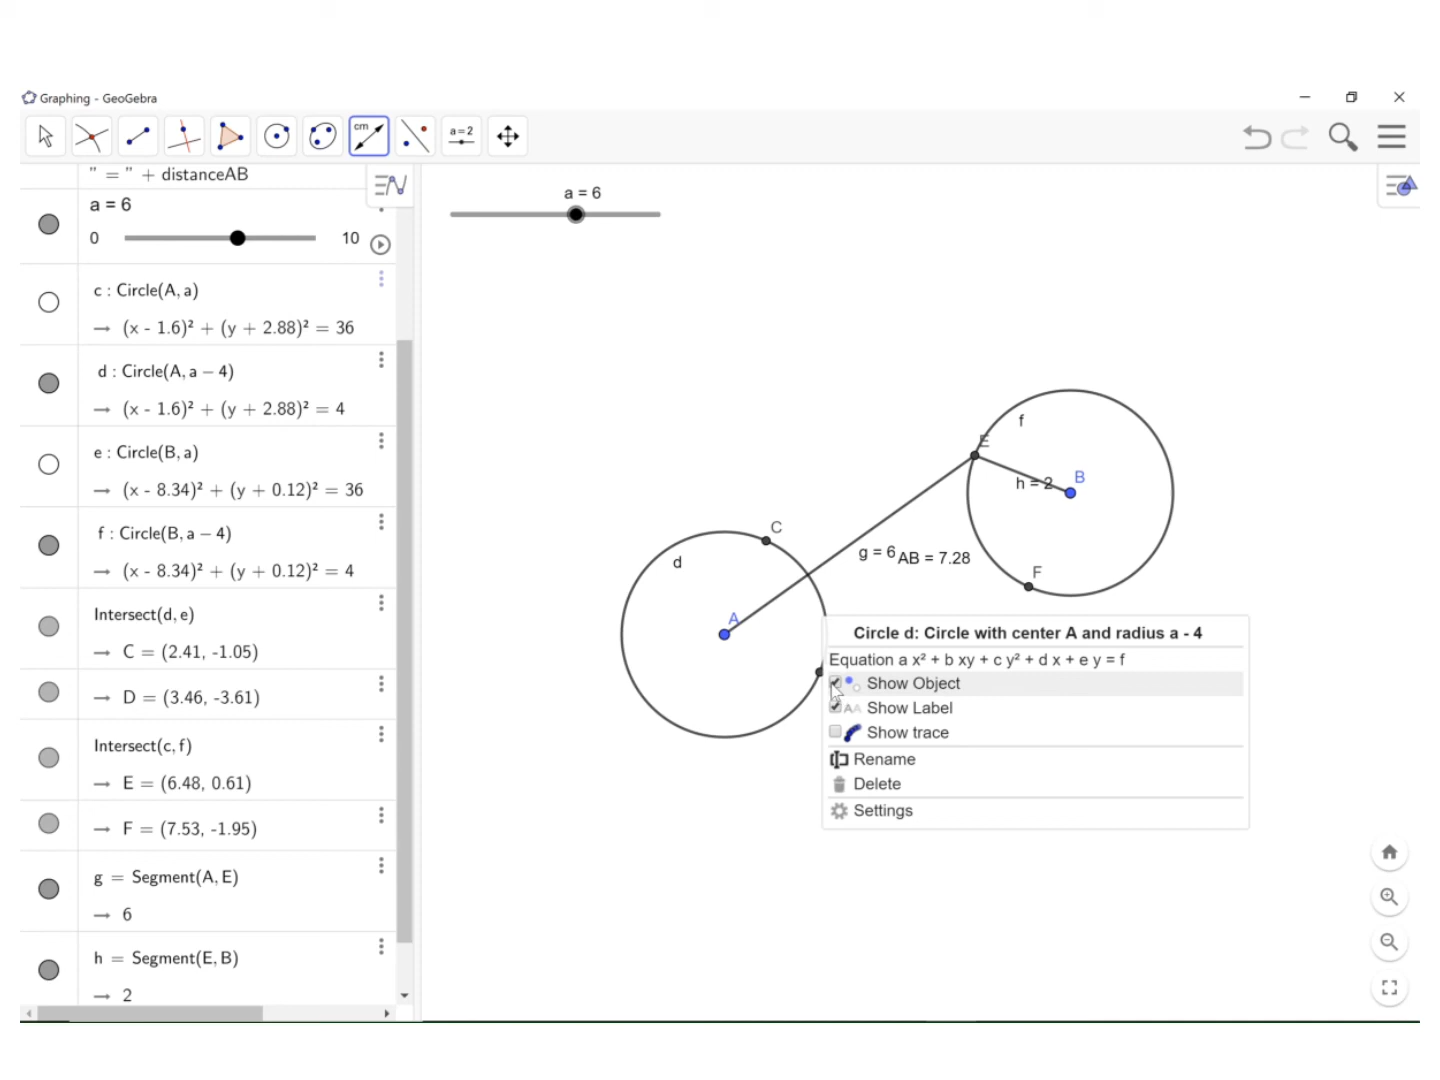 Graphing - GeoGebra
cm
a=2
" = " + distanceAB
a = 6
0
10
c : Circle(A, a)
→ (x - 1.6)² + (y + 2.88)² = 36
d : Circle(A, a − 4)
→ (x - 1.6)² + (y + 2.88)² = 4
e : Circle(B, a)
→ (x - 8.34)² + (y + 0.12)² = 36
f : Circle(B, a − 4)
→ (x - 8.34)² + (y + 0.12)² = 4
Intersect(d, e)
→ C = (2.41, -1.05)
→ D = (3.46, -3.61)
Intersect(c, f)
→ E = (6.48, 0.61)
→ F = (7.53, -1.95)
g = Segment(A, E)
→ 6
h = Segment(E, B)
→ 2
a = 6
f
E
B
h = 2
C
d
g = 6
AB = 7.28
F
A
Circle d: Circle with center A and radius a - 4
Equation a x² + b xy + c y² + d x + e y = f
Show Object
AA Show Label
Show trace
Rename
Delete
Settings